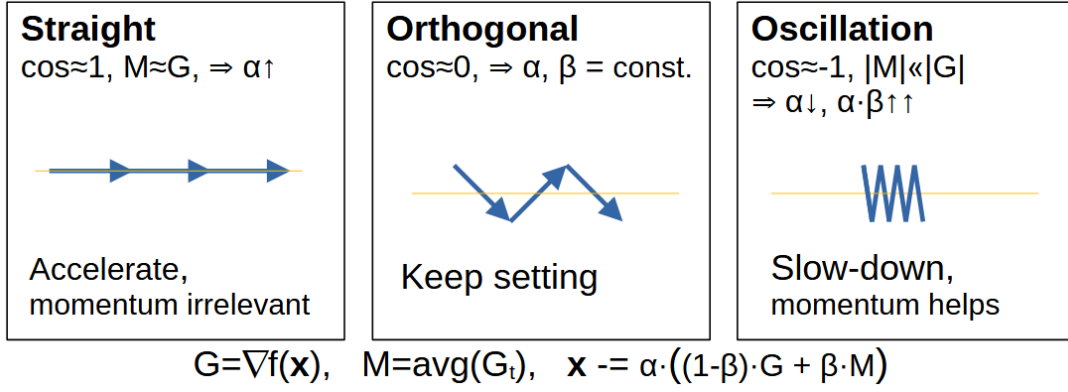 Straight
cos≈1, M≈G, ⇒ α↑
Accelerate,
momentum irrelevant
Orthogonal
cos≈0, ⇒ α, β = const.
Keep setting
Oscillation
cos≈-1, |M|«|G|
⇒ α↓, α·β↑↑
Slow-down,
momentum helps
G=∇f(x), M=avg(Gₜ), x -= α·((1-β)·G + β·M)